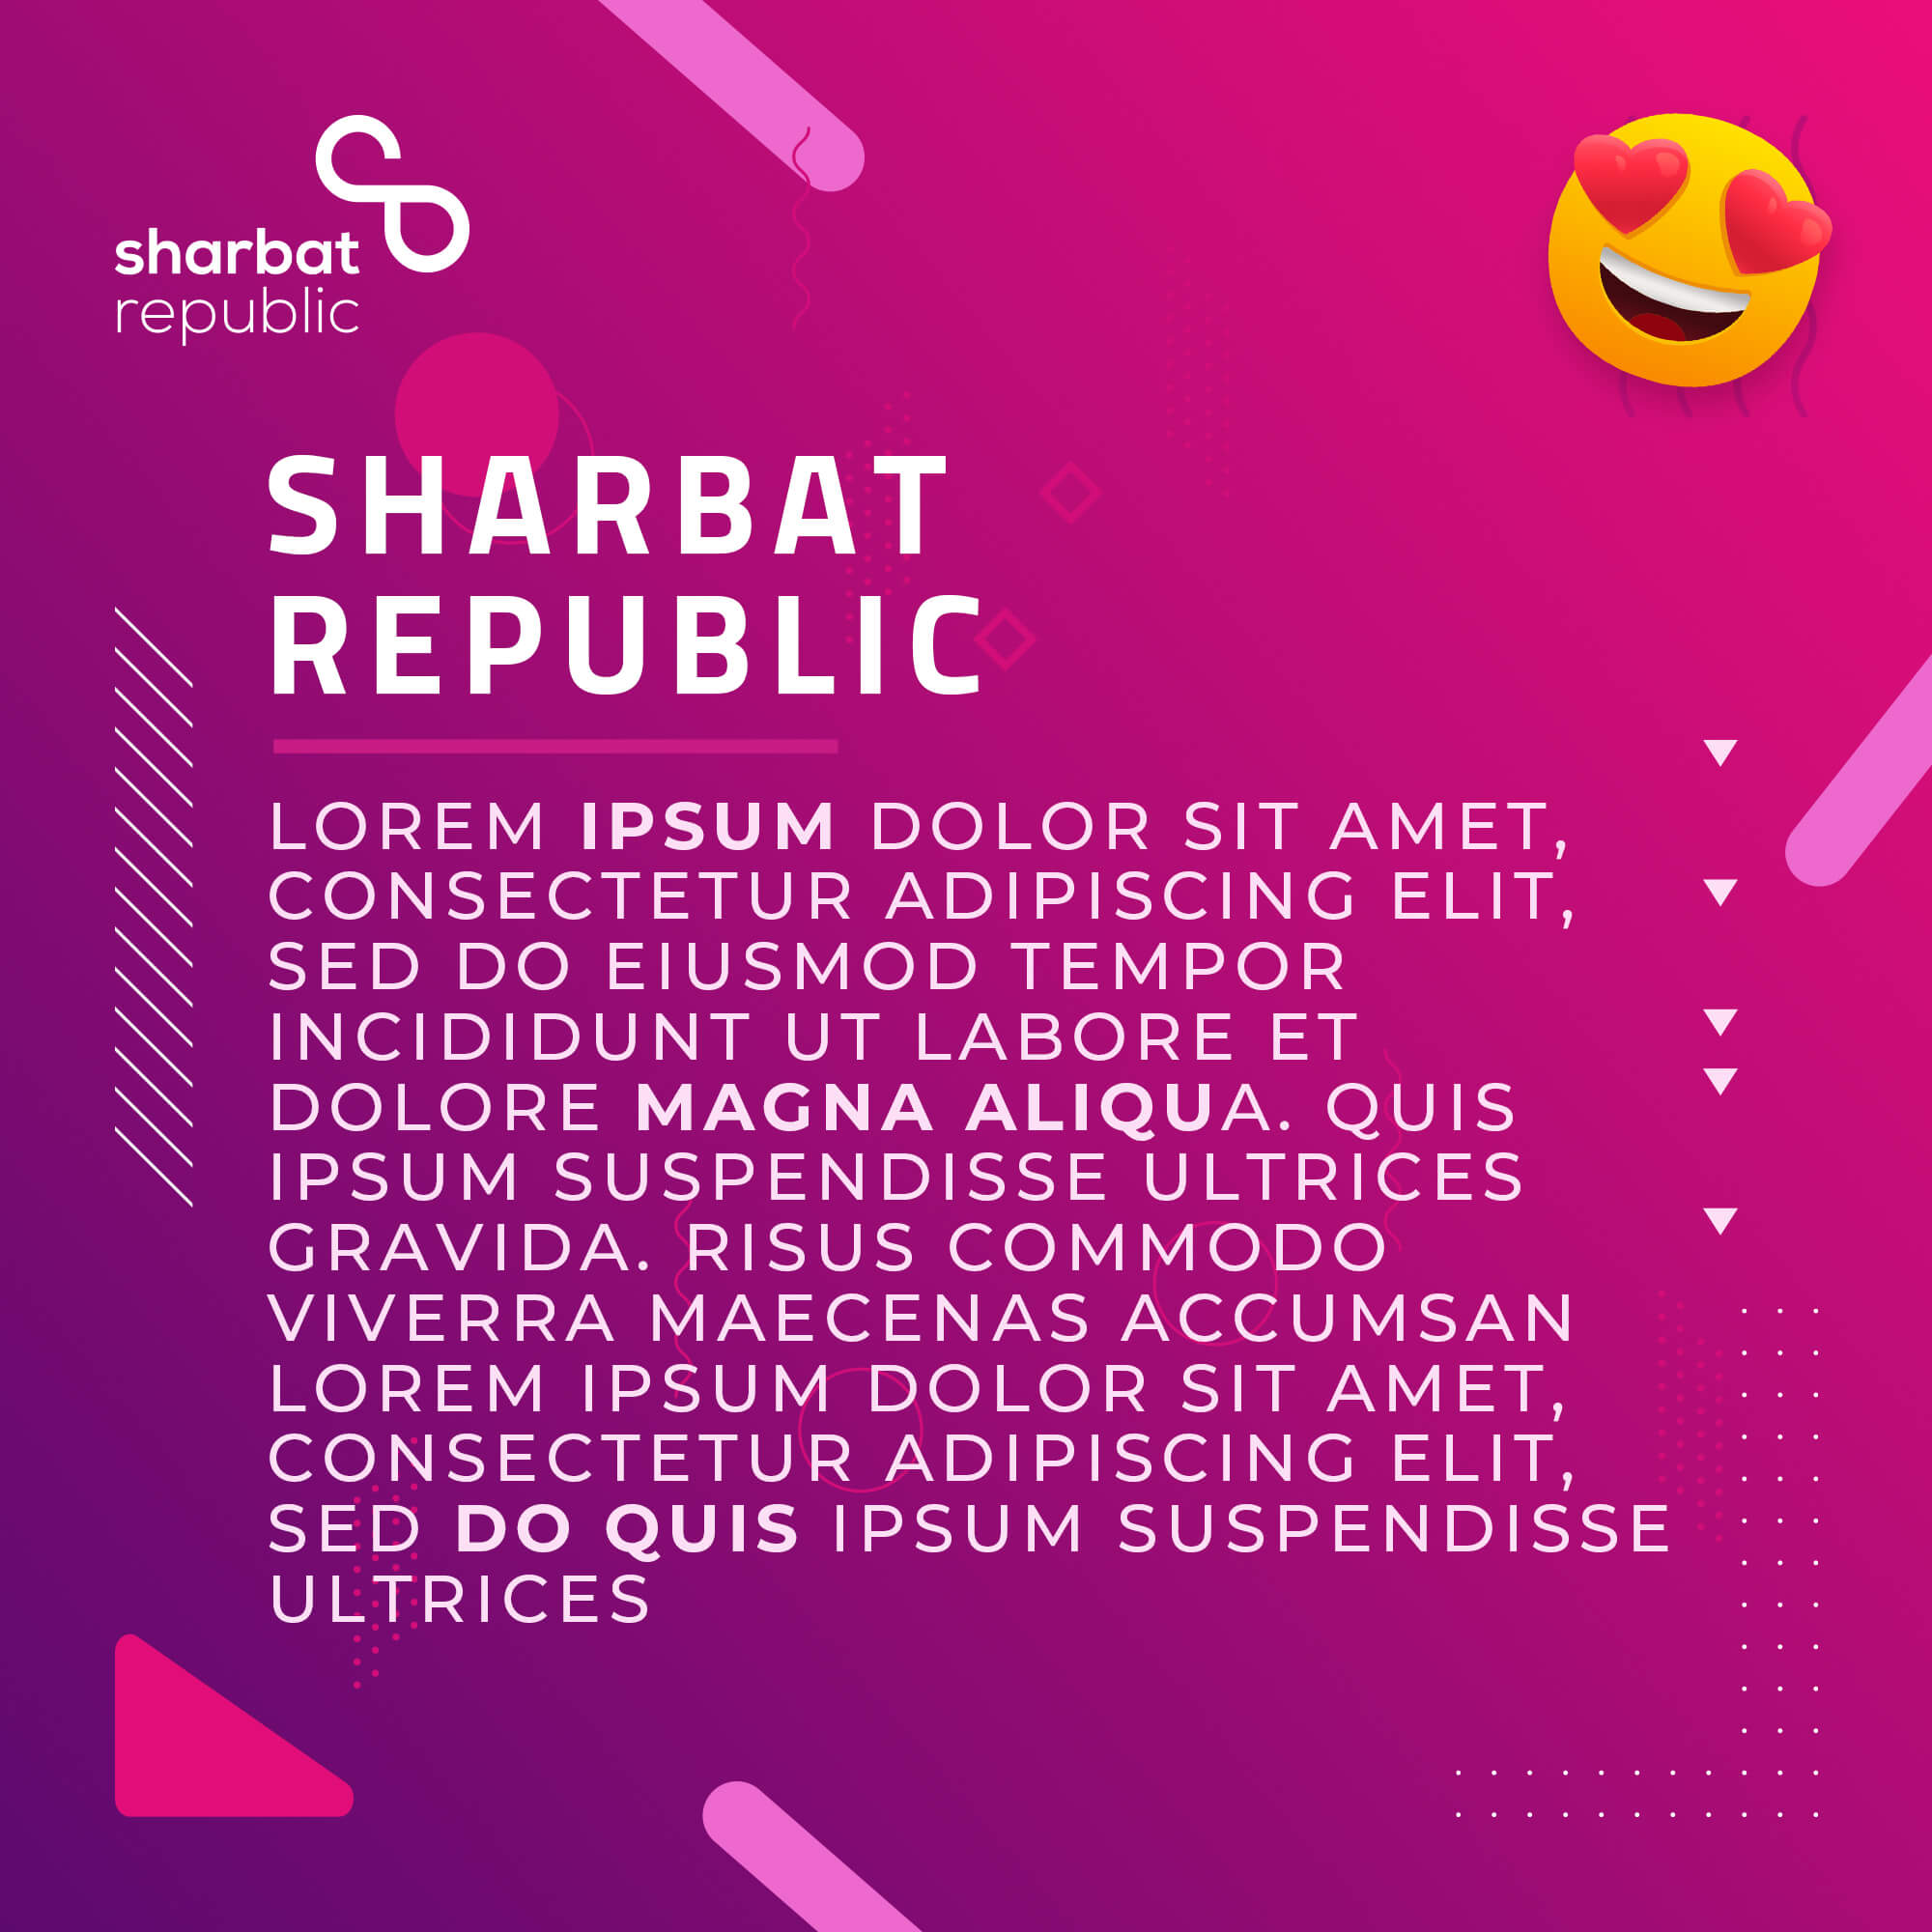 sharbat
republic
SHARBAT
REPUBLIC
LOREM IPSUM DOLOR SIT AMET,
CONSECTETUR ADIPISCING ELIT,
SED DO EIUSMOD TEMPOR
INCIDIDUNT UT LABORE ET
DOLORE MAGNA ALIQUA. QUIS
IPSUM SUSPENDISSE ULTRICES
GRAVIDA. RISUS COMMODO
VIVERRA MAECENAS ACCUMSAN
LOREM IPSUM DOLOR SIT AMET,
CONSECTETUR ADIPISCING ELIT,
SED DO QUIS IPSUM SUSPENDISSE
ULTRICES